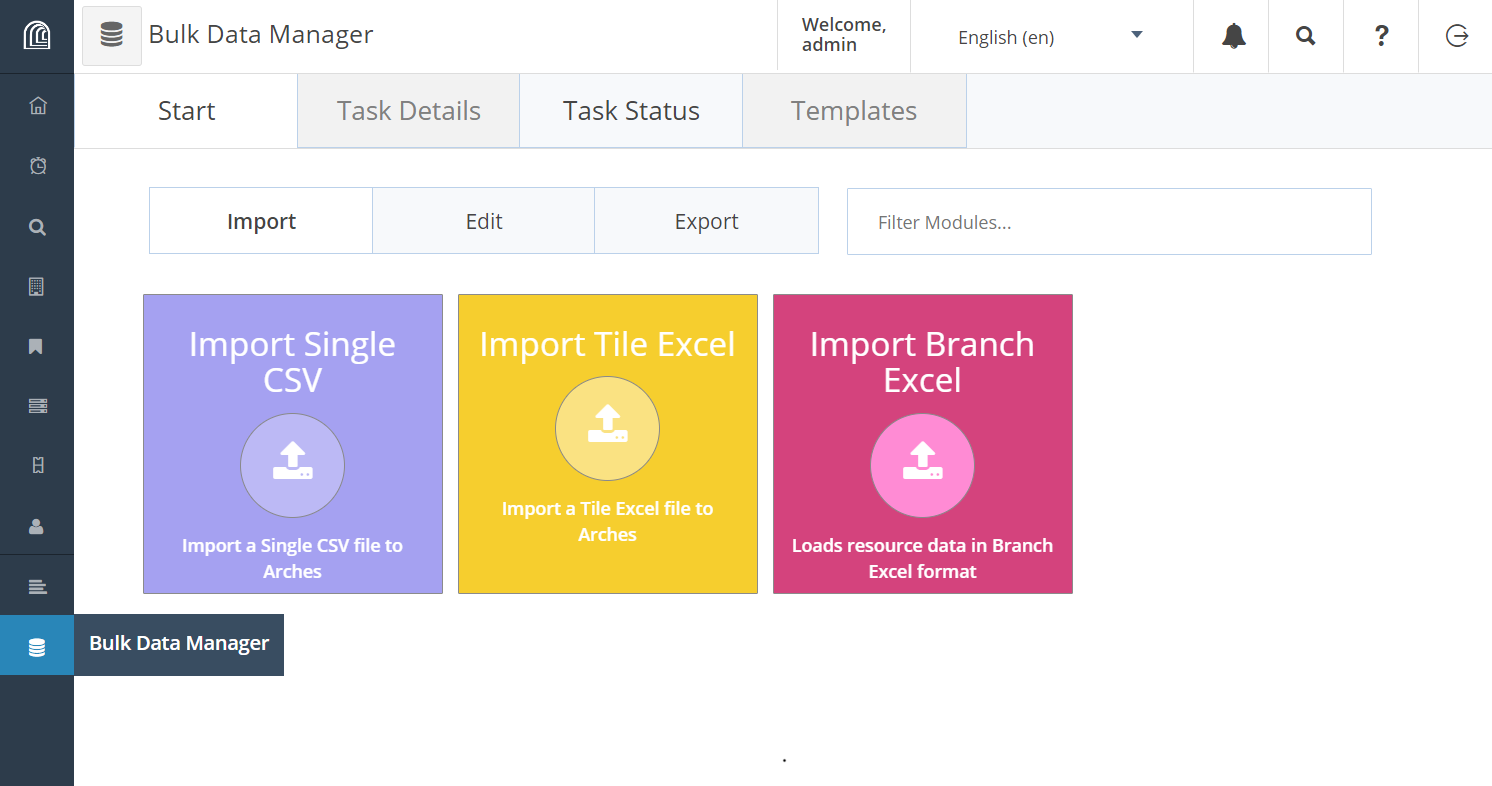 Bulk Data Manager
Welcome,
admin
English (en)
?
Start
Task Details
Task Status
Templates
Import
Edit
Export
Filter Modules...
Import Single
CSV
Import a Single CSV file to
Arches
Import Tile Excel
Import a Tile Excel file to
Arches
Import Branch
Excel
Loads resource data in Branch
Excel format
Bulk Data Manager
.